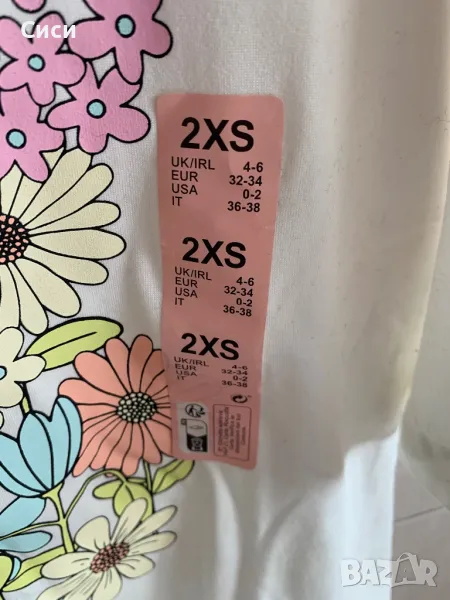 Сиси
2XS
UK/IRL 4-6
EUR 32-34
USA 0-2
IT 36-38
2XS
UK/IRL 4-6
EUR 32-34
USA 0-2
IT 36-38
2XS
UK/IRL 4-6
EUR 32-34
USA 0-2
IT 36-38
BAZAR